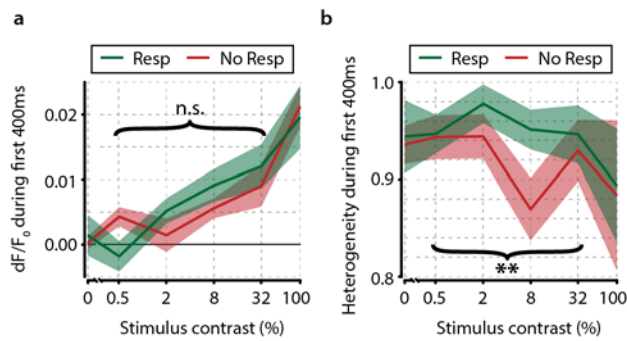 a
Resp No Resp
dF/F0 during first 400ms
0.02
0.01
0.00
n.s.
0 0.5 2 8 32 100
Stimulus contrast (%)
b
Resp No Resp
Heterogeneity during first 400ms
1.0
0.9
0.8
**
0 0.5 2 8 32 100
Stimulus contrast (%)